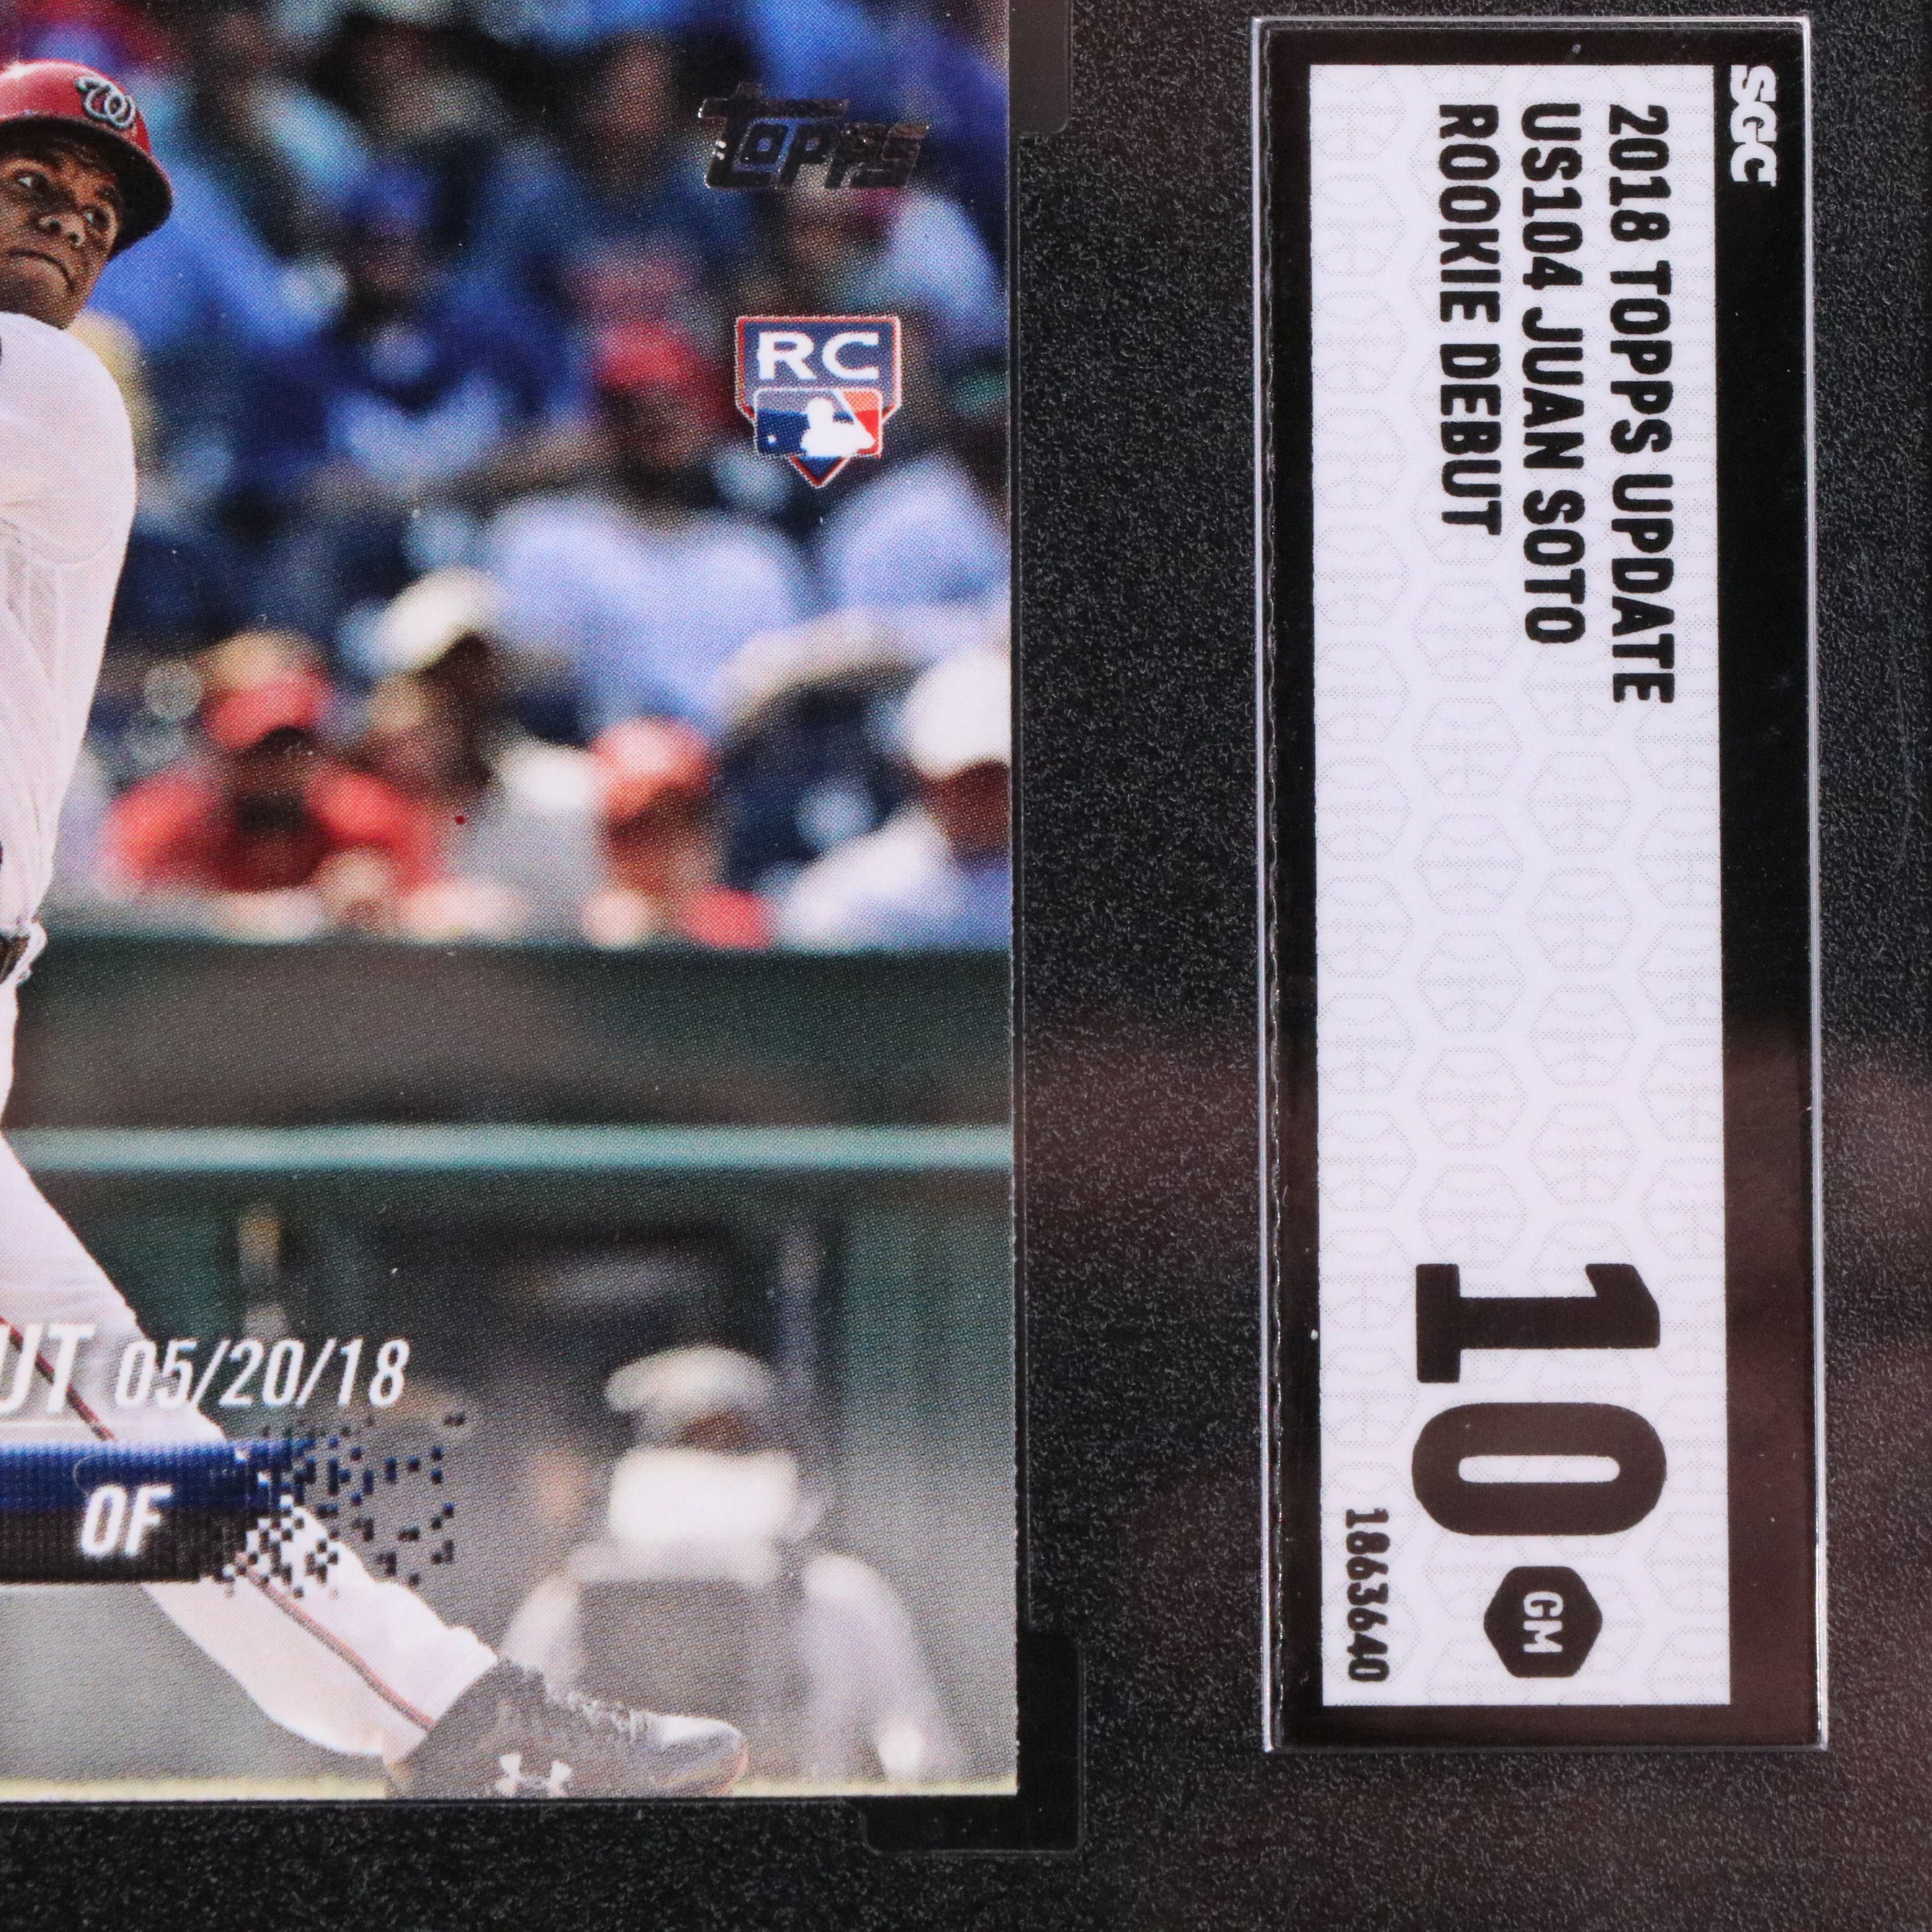 Topps
RC
UT 05/20/18
OF
SGC
2018 TOPPS UPDATE
US104 JUAN SOTO
ROOKIE DEBUT
10
GM
1863640